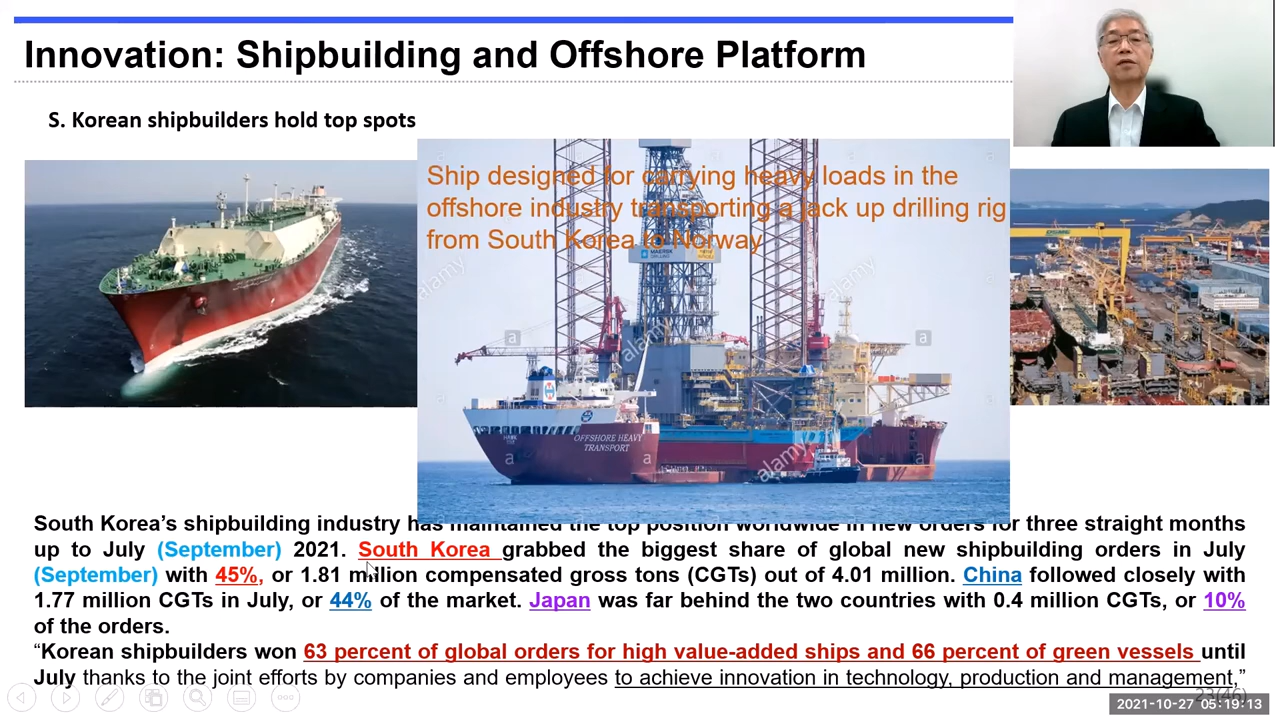 Innovation: Shipbuilding and Offshore Platform
S. Korean shipbuilders hold top spots
Ship designed for carrying heavy loads in the
offshore industry transporting a jack up drilling rig
from South Korea to Norway
MAERSK
DRILLING
alamy
alamy
alamy
alamy
a
a
a
a
OFFSHORE HEAVY
TRANSPORT
South Korea’s shipbuilding industry has maintained the top position worldwide in new orders for three straight months
up to July (September) 2021. South Korea grabbed the biggest share of global new shipbuilding orders in July
(September) with 45%, or 1.81 million compensated gross tons (CGTs) out of 4.01 million. China followed closely with
1.77 million CGTs in July, or 44% of the market. Japan was far behind the two countries with 0.4 million CGTs, or 10%
of the orders.
“Korean shipbuilders won 63 percent of global orders for high value-added ships and 66 percent of green vessels until
July thanks to the joint efforts by companies and employees to achieve innovation in technology, production and management,”
23(46)
2021-10-27 05:19:13